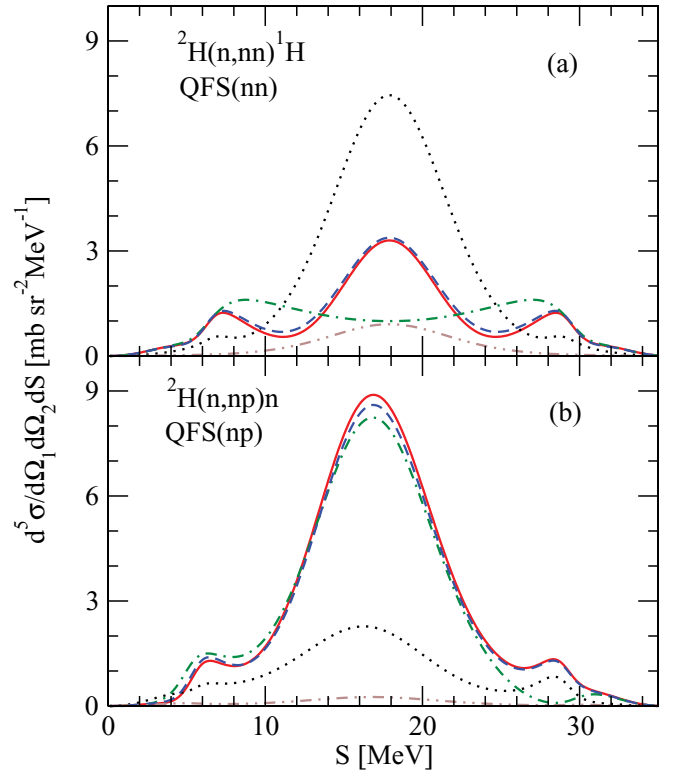 d⁵σ/dΩ₁dΩ₂dS [mb sr⁻²MeV⁻¹]
9
6
3
0
²H(n,nn)¹H
QFS(nn)
(a)
9
6
3
0
²H(n,np)n
QFS(np)
(b)
0 10 20 30
S [MeV]